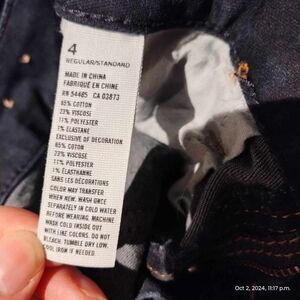 4
REGULAR/STANDARD
MADE IN CHINA
FABRIQUÉ EN CHINE
RN 54485 CA 03873
65% COTTON
23% VISCOSE
11% POLYESTER
1% ELASTANE
EXCLUSIVE OF DECORATION
65% COTON
23% VISCOSE
11% POLYESTER
1% ÉLASTHANNE
SANS LES DÉCORATIONS
COLOR MAY TRANSFER
WHEN NEW. WASH ONCE
SEPARATELY IN COLD WATER
BEFORE WEARING. MACHINE
WASH COLD INSIDE OUT
WITH LIKE COLORS. DO NOT
BLEACH. TUMBLE DRY LOW.
COOL IRON IF NEEDED.
Oct 2, 2024, 11:17 p.m.